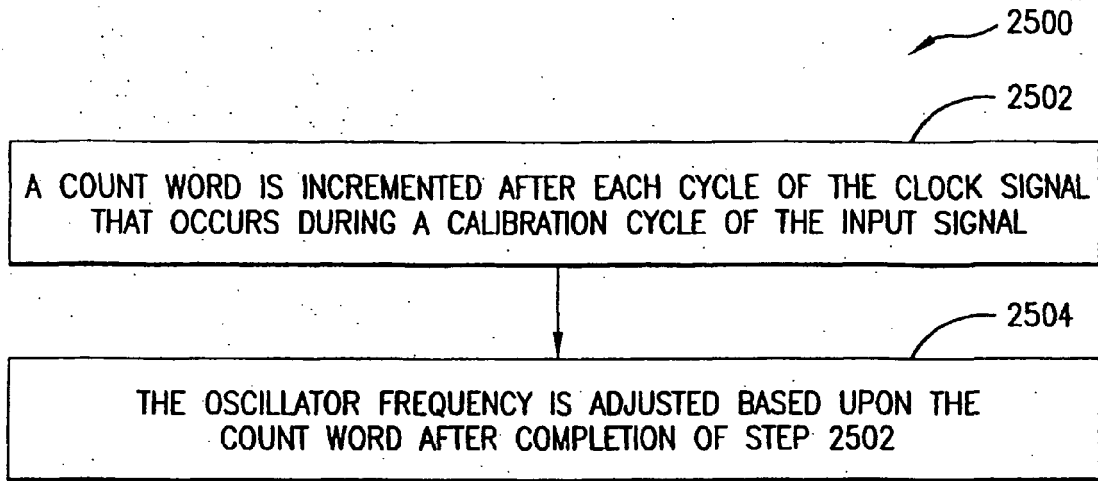 2500
2502
A COUNT WORD IS INCREMENTED AFTER EACH CYCLE OF THE CLOCK SIGNAL
THAT OCCURS DURING A CALIBRATION CYCLE OF THE INPUT SIGNAL
2504
THE OSCILLATOR FREQUENCY IS ADJUSTED BASED UPON THE
COUNT WORD AFTER COMPLETION OF STEP 2502